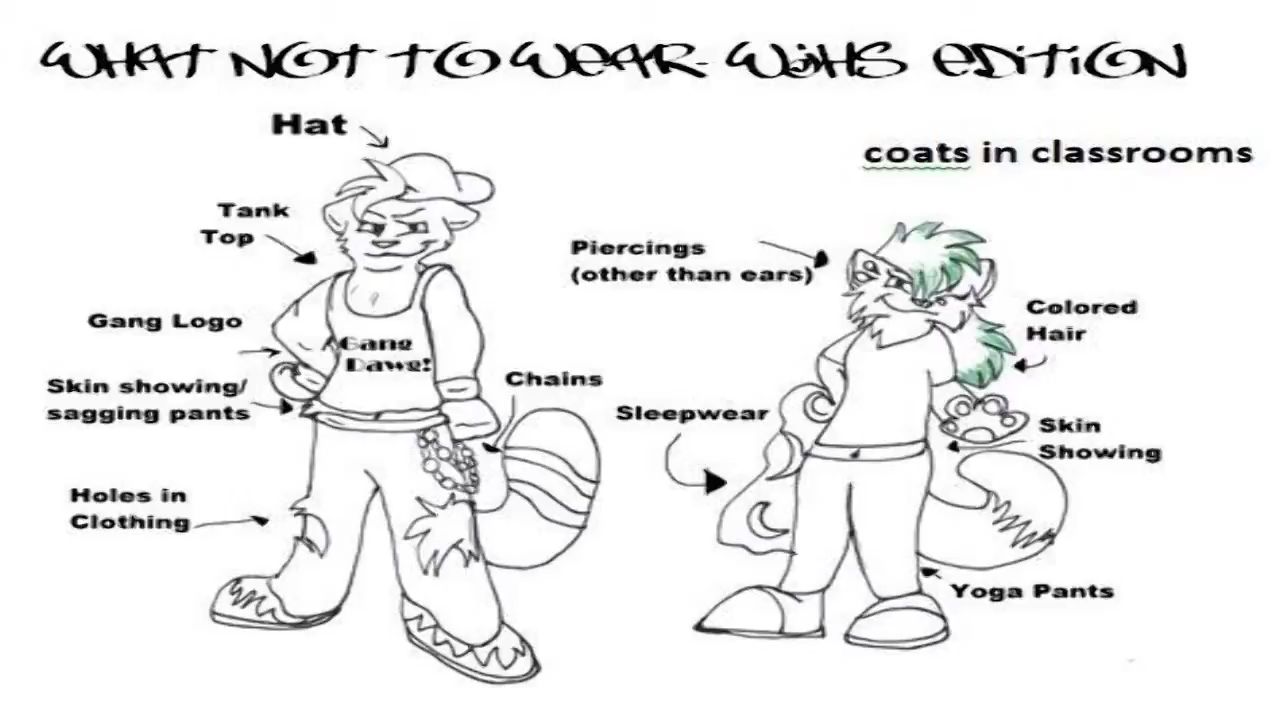 WHAT NOT TO WEAR- WJHS EDITION
Hat
coats in classrooms
Tank
Top
Piercings
(other than ears)
Gang Logo
Colored
Hair
Gang
Dawg!
Skin showing/
sagging pants
Chains
Sleepwear
Skin
Showing
Holes in
Clothing
Yoga Pants